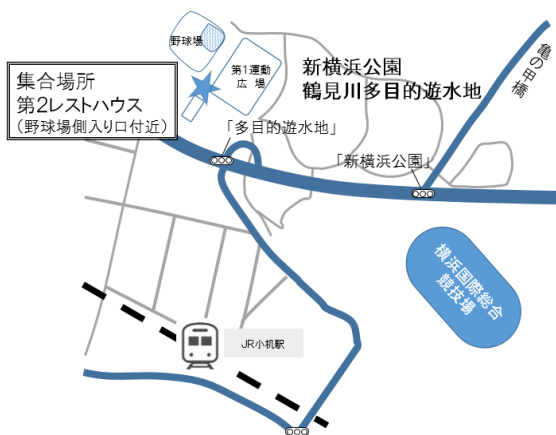 野球場
第1運動
広場
集合場所
第2レストハウス
(野球場側入り口付近)
新横浜公園
鶴見川多目的遊水地
亀の甲橋
「多目的遊水地」
「新横浜公園」
横浜国際総合
競技場
JR小机駅